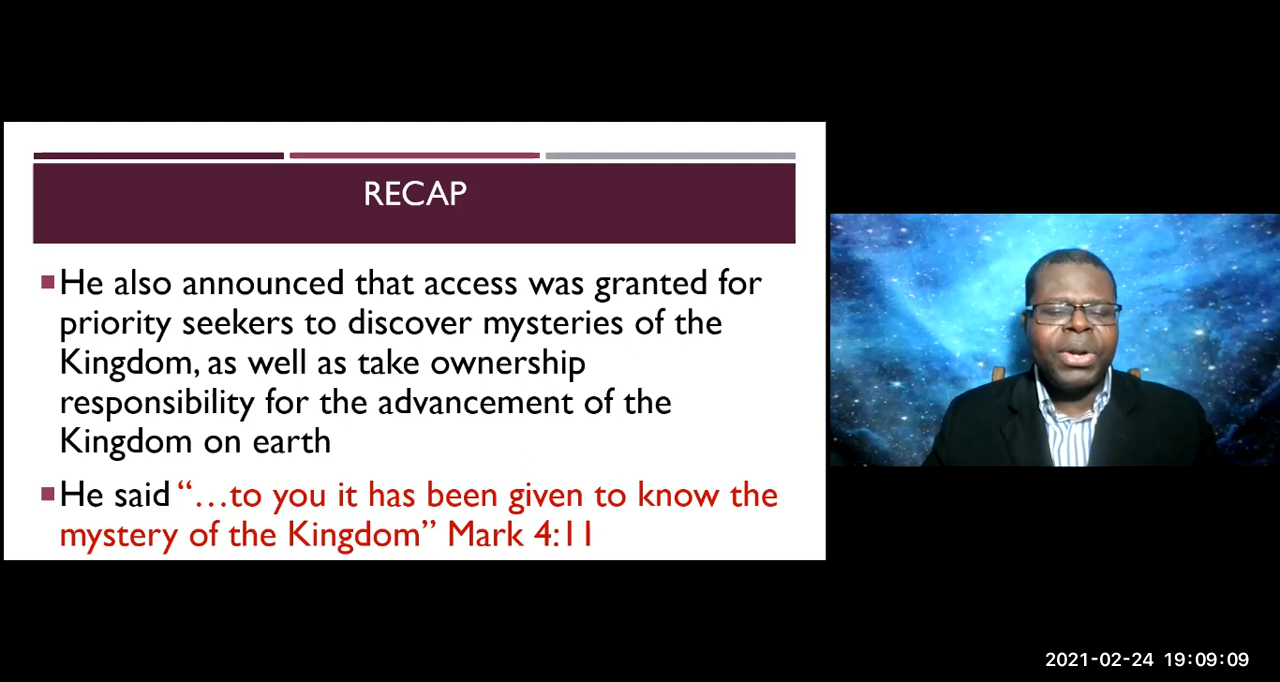 RECAP
He also announced that access was granted for
priority seekers to discover mysteries of the
Kingdom, as well as take ownership
responsibility for the advancement of the
Kingdom on earth
He said “…to you it has been given to know the
mystery of the Kingdom” Mark 4:11
2021-02-24 19:09:09